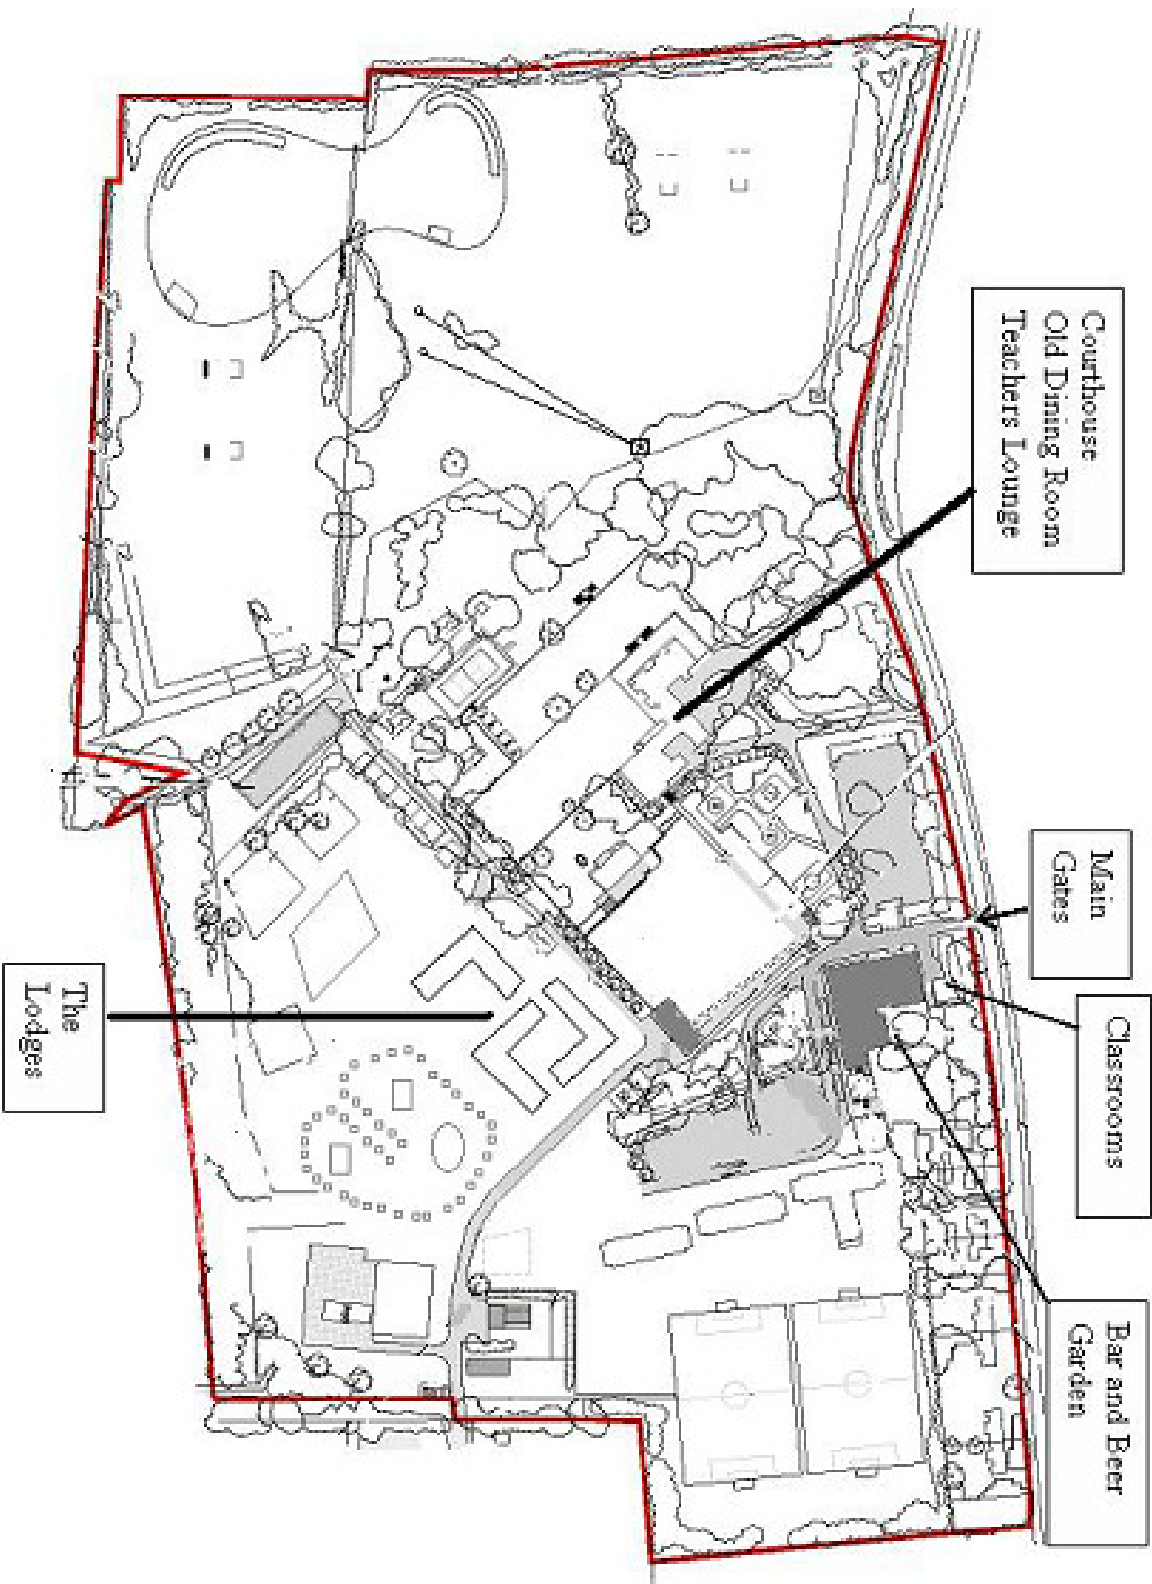 Courthouse
Old Dining Room
Teachers Lounge
Main
Gates
Classrooms
Bar and Beer
Garden
The
Lodges